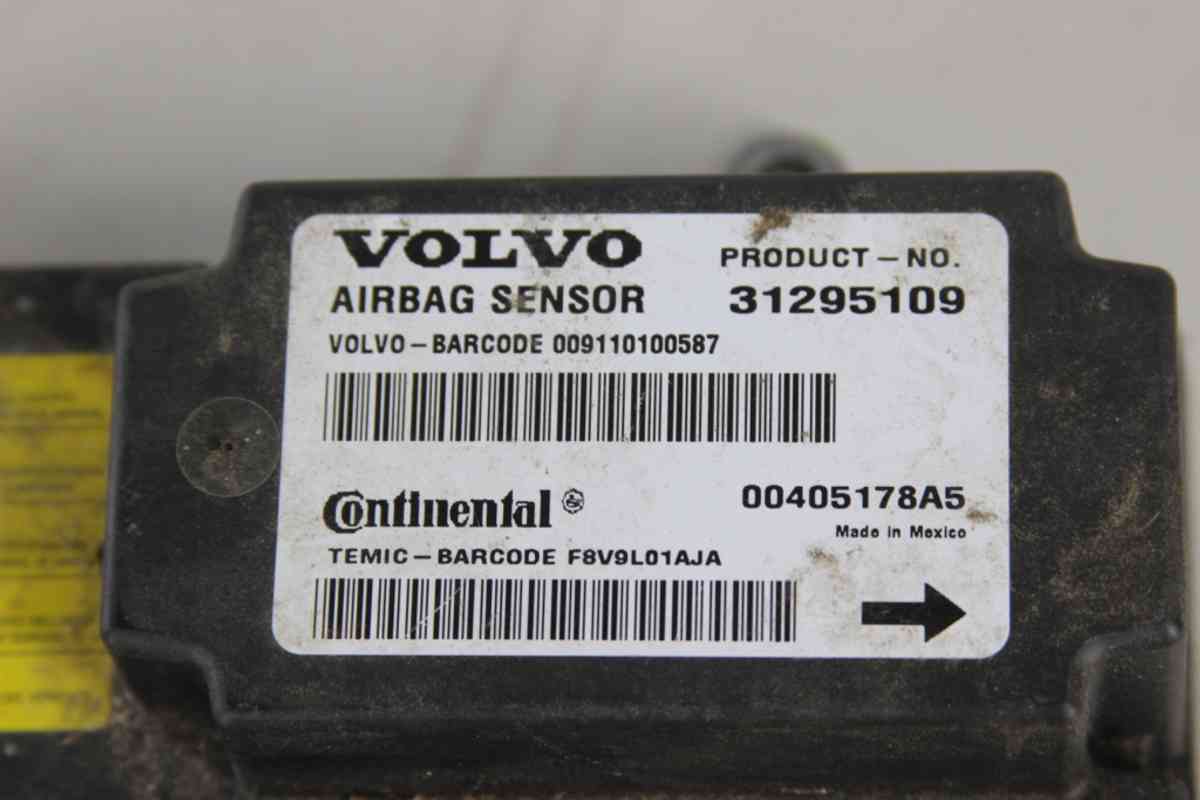 VOLVO
PRODUCT – NO.
AIRBAG SENSOR
31295109
VOLVO – BARCODE 009110100587
Continental
00405178A5
Made in Mexico
TEMIC – BARCODE F8V9L01AJA